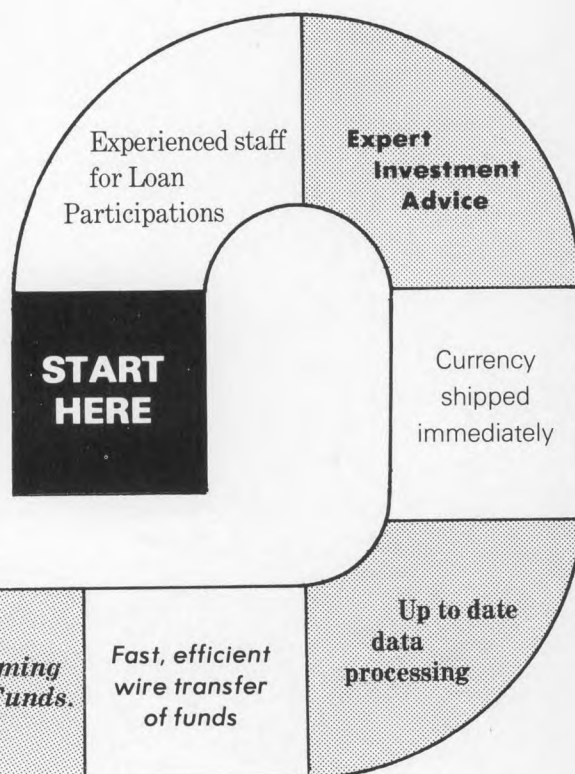 START
HERE
Experienced staff
for Loan
Participations
Expert
Investment
Advice
Currency
shipped
immediately
Up to date
data
processing
Fast, efficient
wire transfer
of funds